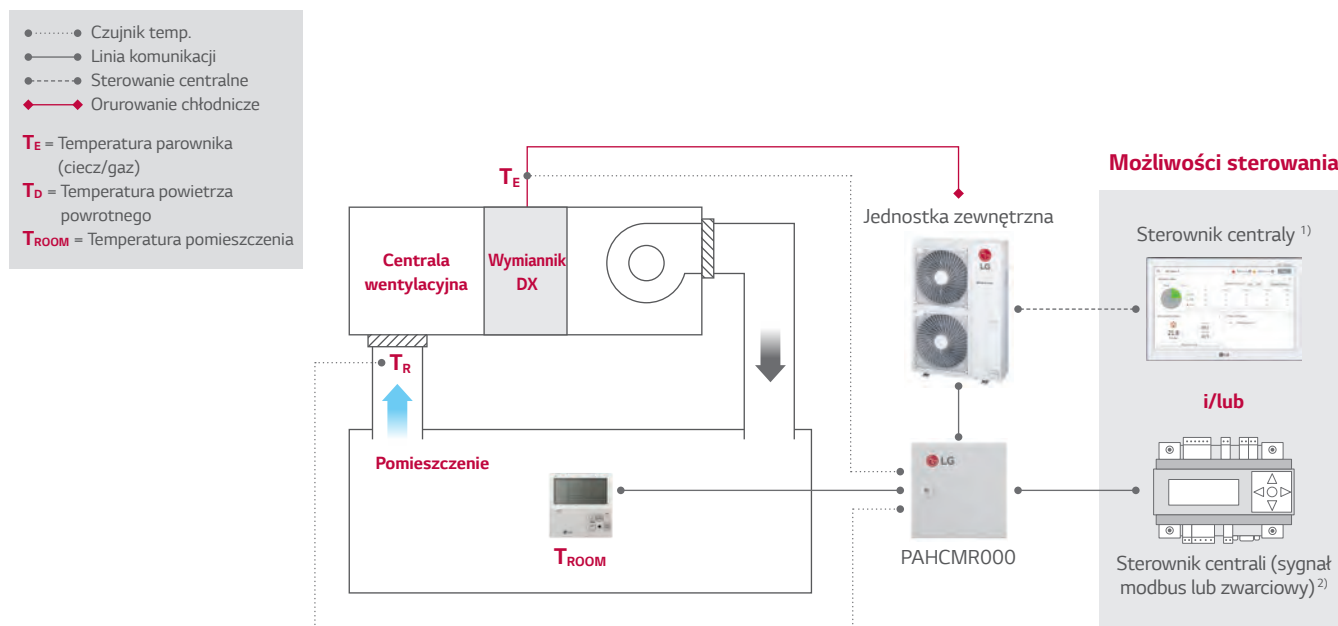 Czujnik temp.
Linia komunikacji
Sterowanie centralne
Orurowanie chłodnicze
TE = Temperatura parownika
(ciecz/gaz)
TD = Temperatura powietrza
powrotnego
TROOM = Temperatura pomieszczenia
TE
Centrala
wentylacyjna
Wymiannik
DX
TR
Pomieszczenie
TROOM
Jednostka zewnętrzna
LG
LG
PAHCMR000
Możliwości sterowania
Sterownik centraly 1)
LG
i/lub
Sterownik centrali (sygnał
modbus lub zwarciowy) 2)